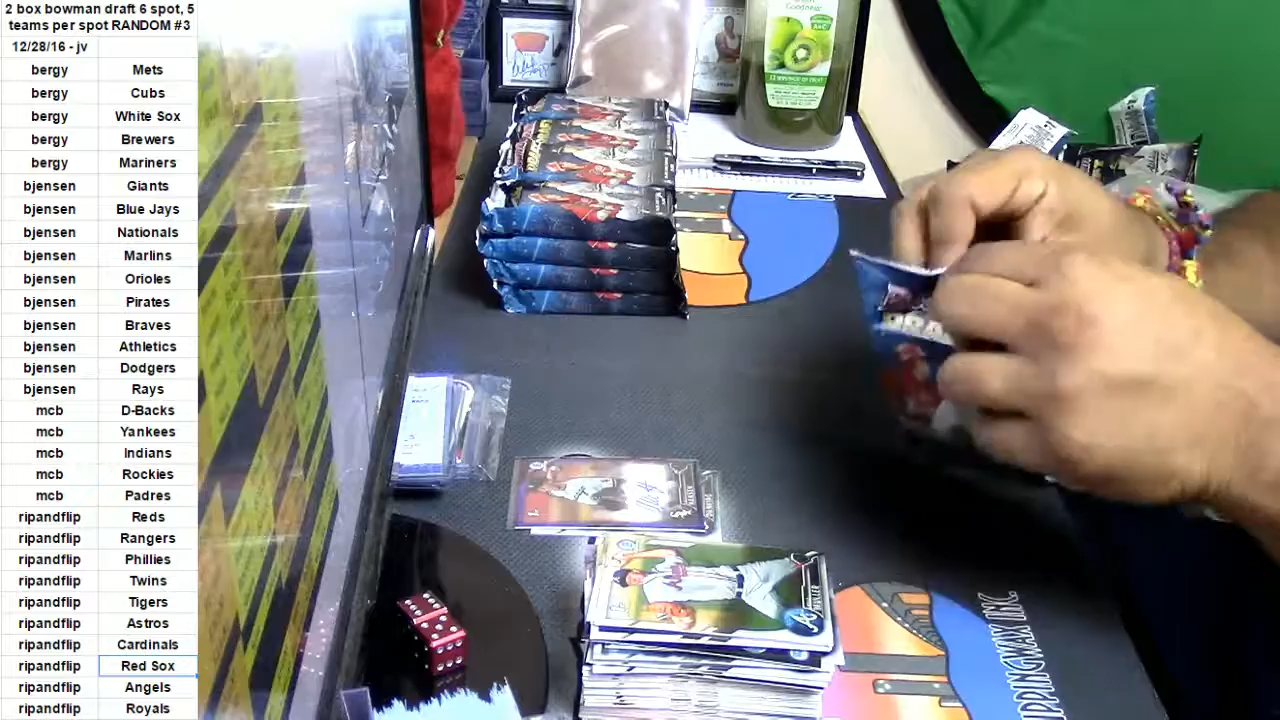 2 box bowman draft 6 spot, 5
teams per spot RANDOM #3
12/28/16 - jv
bergy Mets
bergy Cubs
bergy White Sox
bergy Brewers
bergy Mariners
bjensen Giants
bjensen Blue Jays
bjensen Nationals
bjensen Marlins
bjensen Orioles
bjensen Pirates
bjensen Braves
bjensen Athletics
bjensen Dodgers
bjensen Rays
mcb D-Backs
mcb Yankees
mcb Indians
mcb Rockies
mcb Padres
ripandflip Reds
ripandflip Rangers
ripandflip Phillies
ripandflip Twins
ripandflip Tigers
ripandflip Astros
ripandflip Cardinals
ripandflip Red Sox
ripandflip Angels
ripandflip Royals
Goodness
IPPINGWAX INC